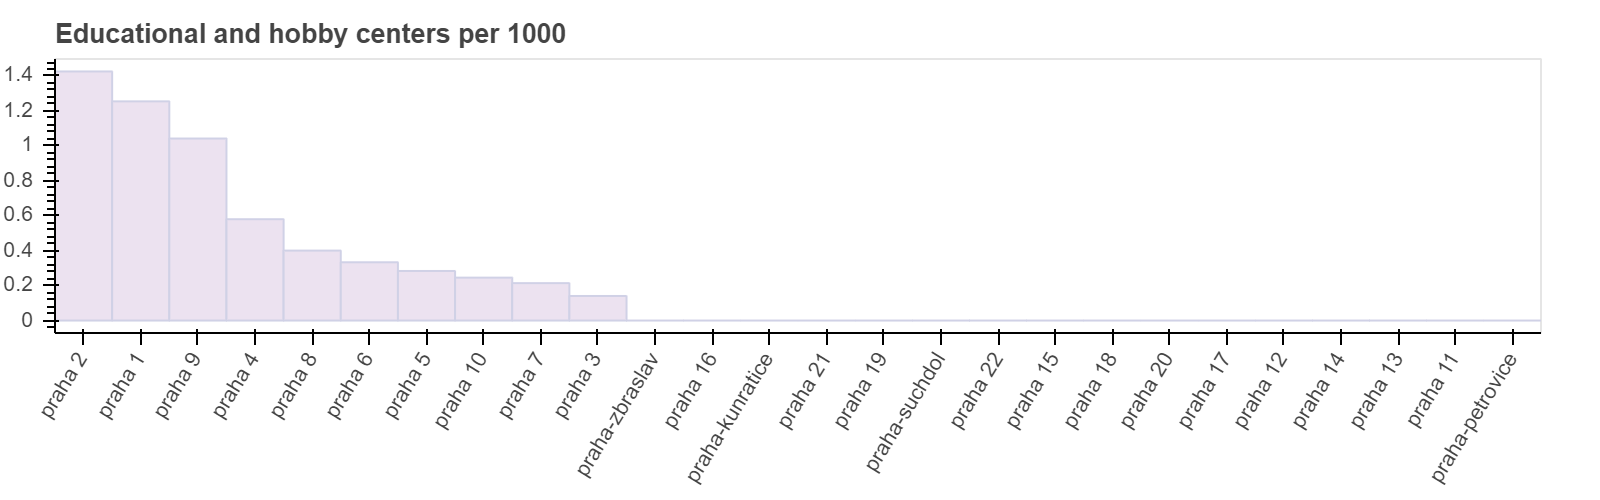 Educational and hobby centers per 1000
1.4
1.2
1
0.8
0.6
0.4
0.2
0
praha 2
praha 1
praha 9
praha 4
praha 8
praha 6
praha 5
praha 10
praha 7
praha 3
praha-zbraslav
praha 16
praha-kunratice
praha 21
praha 19
praha-suchdol
praha 22
praha 15
praha 18
praha 20
praha 17
praha 12
praha 14
praha 13
praha 11
praha-petrovice